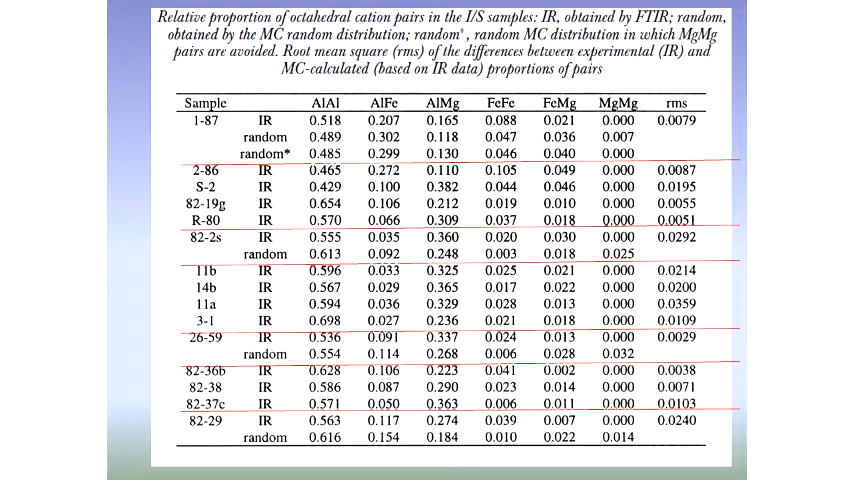 Relative proportion of octahedral cation pairs in the I/S samples: IR, obtained by FTIR; random,
obtained by the MC random distribution; random*, random MC distribution in which MgMg
pairs are avoided. Root mean square (rms) of the differences between experimental (IR) and
MC-calculated (based on IR data) proportions of pairs
Sample AlAl AlFe AlMg FeFe FeMg MgMg rms
1-87 IR 0.518 0.207 0.165 0.088 0.021 0.000 0.0079
random 0.489 0.302 0.118 0.047 0.036 0.007
random* 0.485 0.299 0.130 0.046 0.040 0.000
2-86 IR 0.465 0.272 0.110 0.105 0.049 0.000 0.0087
S-2 IR 0.429 0.100 0.382 0.044 0.046 0.000 0.0195
82-19g IR 0.654 0.106 0.212 0.019 0.010 0.000 0.0055
R-80 IR 0.570 0.066 0.309 0.037 0.018 0.000 0.0051
82-2s IR 0.555 0.035 0.360 0.020 0.030 0.000 0.0292
random 0.613 0.092 0.248 0.003 0.018 0.025
11b IR 0.596 0.033 0.325 0.025 0.021 0.000 0.0214
14b IR 0.567 0.029 0.365 0.017 0.022 0.000 0.0200
11a IR 0.594 0.036 0.329 0.028 0.013 0.000 0.0359
3-1 IR 0.698 0.027 0.236 0.021 0.018 0.000 0.0109
26-59 IR 0.536 0.091 0.337 0.024 0.013 0.000 0.0029
random 0.554 0.114 0.268 0.006 0.028 0.032
82-36b IR 0.628 0.106 0.223 0.041 0.002 0.000 0.0038
82-38 IR 0.586 0.087 0.290 0.023 0.014 0.000 0.0071
82-37c IR 0.571 0.050 0.363 0.006 0.011 0.000 0.0103
82-29 IR 0.563 0.117 0.274 0.039 0.007 0.000 0.0240
random 0.616 0.154 0.184 0.010 0.022 0.014